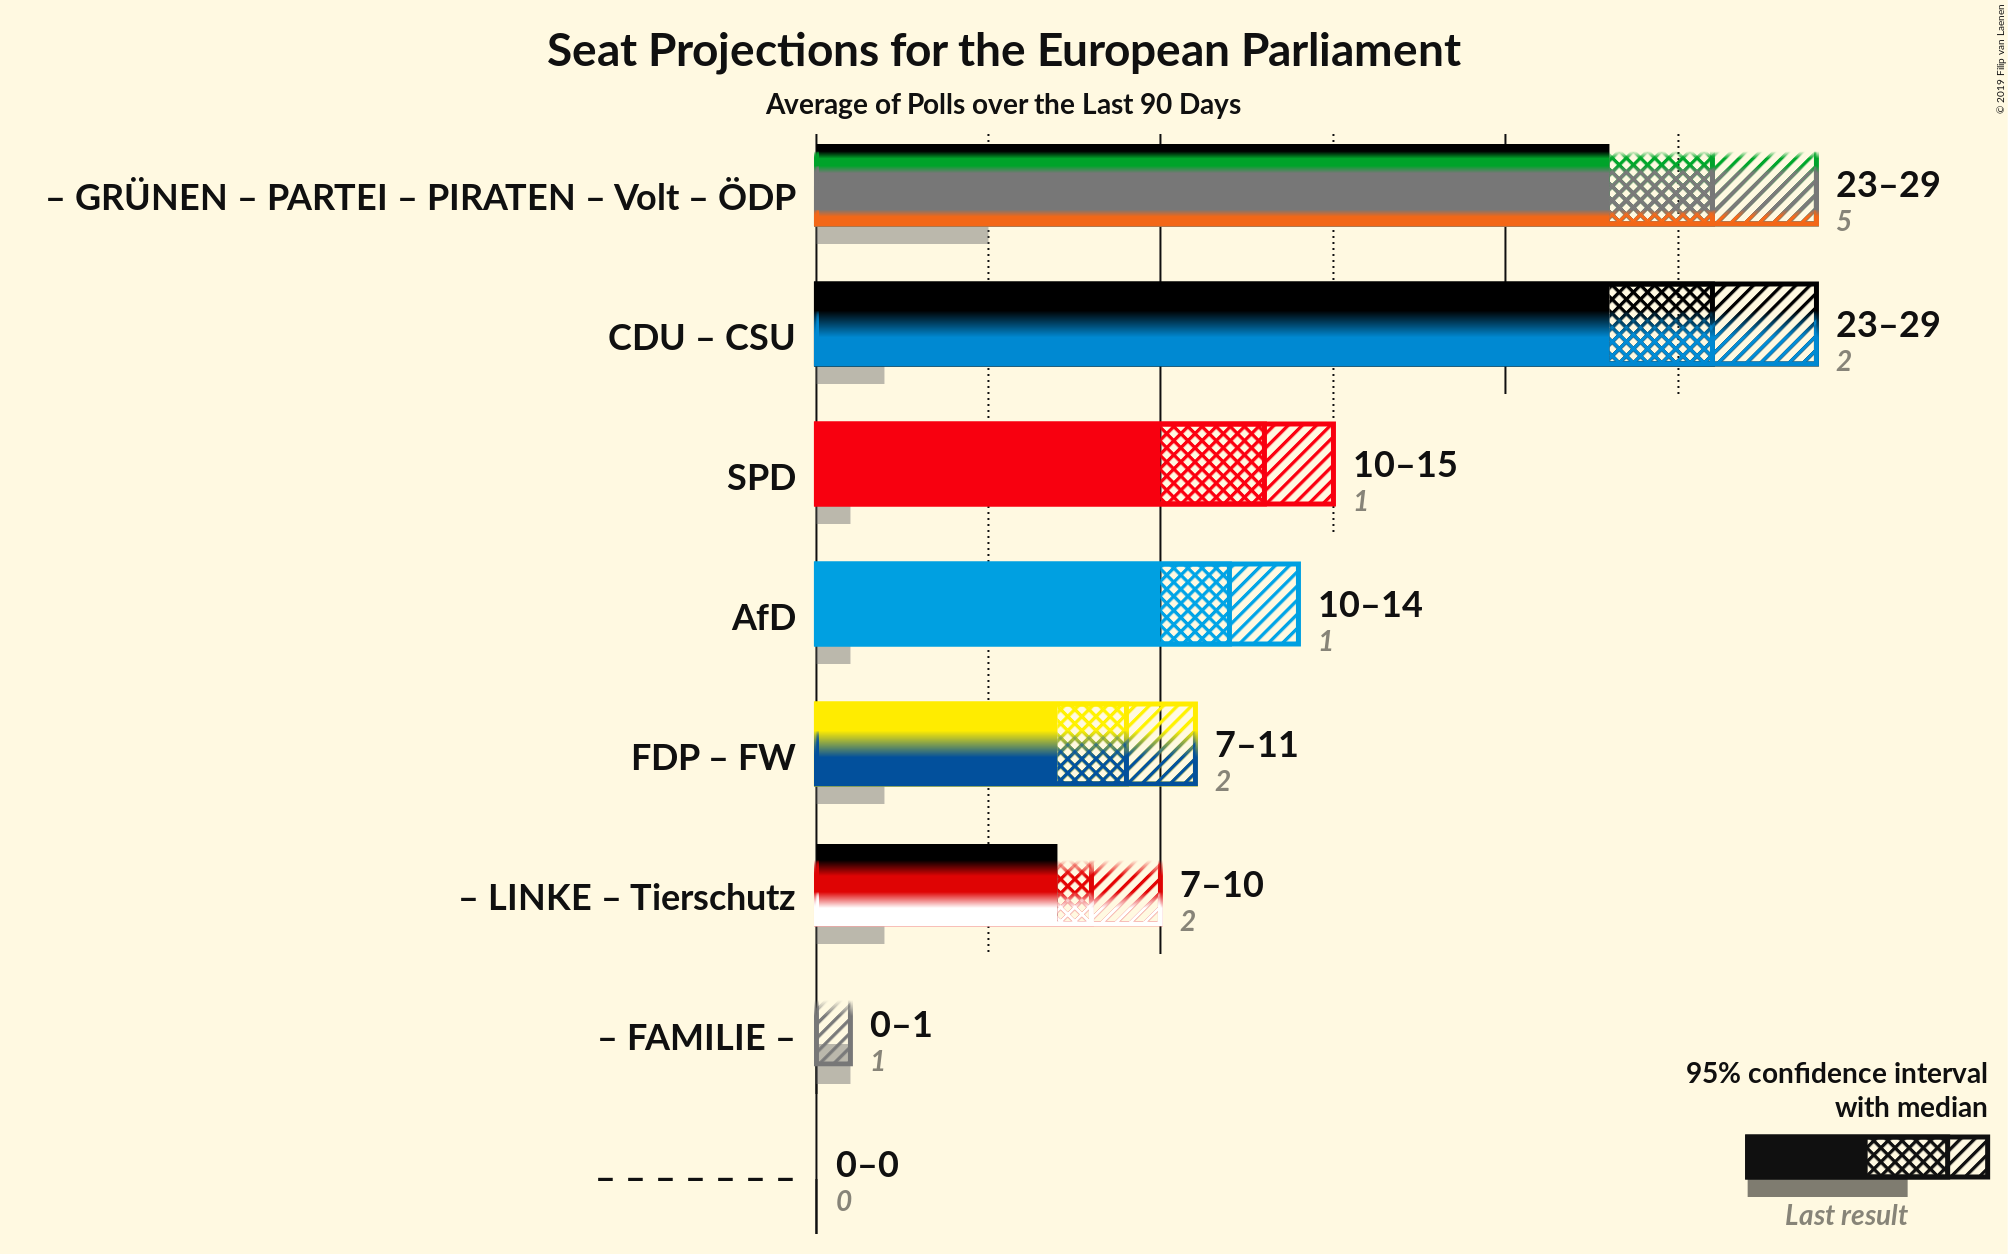 Seat Projections for the European Parliament
Average of Polls over the Last 90 Days
© 2019 Filip van Laenen
– GRÜNEN – PARTEI – PIRATEN – Volt – ÖDP
23–29
5
CDU – CSU
23–29
2
SPD
10–15
1
AfD
10–14
1
FDP – FW
7–11
2
– LINKE – Tierschutz
7–10
2
– FAMILIE –
0–1
1
– – – – – – –
0–0
0
95% confidence interval
with median
Last result